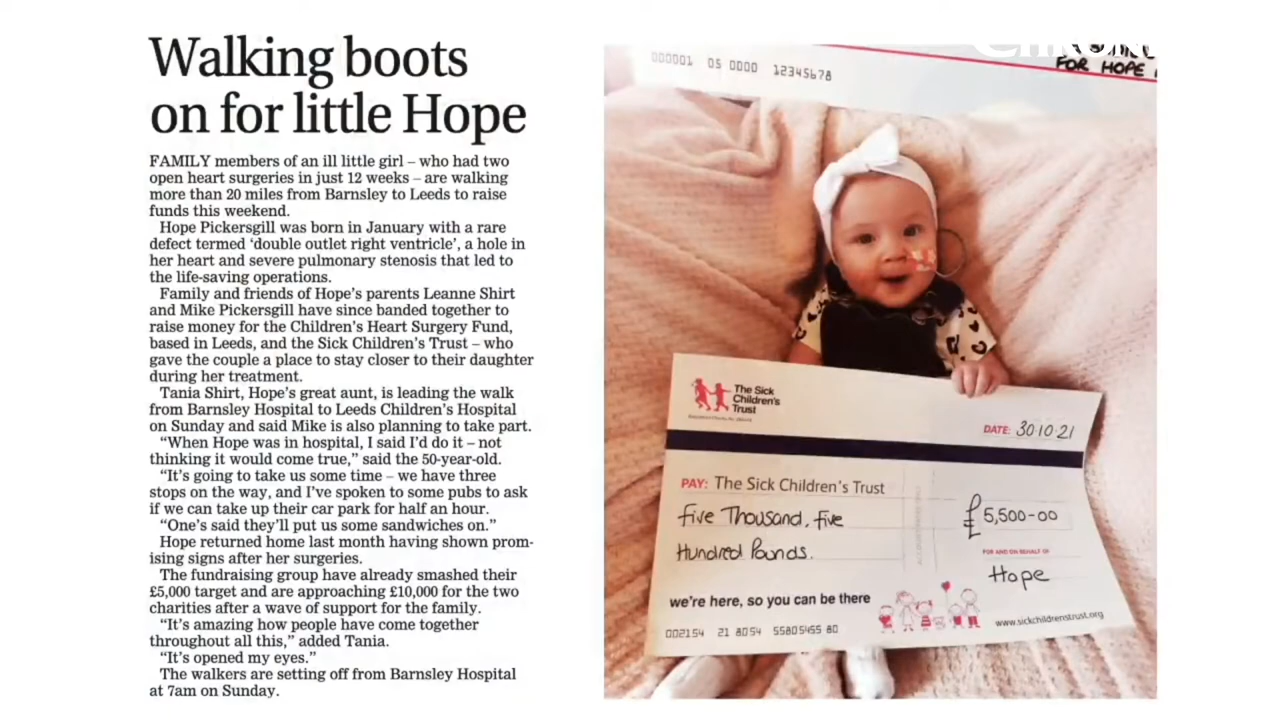 Walking boots
on for little Hope
FAMILY members of an ill little girl – who had two
open heart surgeries in just 12 weeks – are walking
more than 20 miles from Barnsley to Leeds to raise
funds this weekend.
Hope Pickersgill was born in January with a rare
defect termed ‘double outlet right ventricle’, a hole in
her heart and severe pulmonary stenosis that led to
the life-saving operations.
Family and friends of Hope’s parents Leanne Shirt
and Mike Pickersgill have since banded together to
raise money for the Children’s Heart Surgery Fund,
based in Leeds, and the Sick Children’s Trust – who
gave the couple a place to stay closer to their daughter
during her treatment.
Tania Shirt, Hope’s great aunt, is leading the walk
from Barnsley Hospital to Leeds Children’s Hospital
on Sunday and said Mike is also planning to take part.
“When Hope was in hospital, I said I’d do it – not
thinking it would come true,” said the 50-year-old.
“It’s going to take us some time – we have three
stops on the way, and I’ve spoken to some pubs to ask
if we can take up their car park for half an hour.
“One’s said they’ll put us some sandwiches on.”
Hope returned home last month having shown prom-
ising signs after her surgeries.
The fundraising group have already smashed their
£5,000 target and are approaching £10,000 for the two
charities after a wave of support for the family.
“It’s amazing how people have come together
throughout all this,” added Tania.
“It’s opened my eyes.”
The walkers are setting off from Barnsley Hospital
at 7am on Sunday.
000001 05 0000 12345678
FOR HOPE
The Sick
Children's
Trust
DATE: 30·10·21
PAY: The Sick Children's Trust
Five Thousand, Five
£5,500-00
Hundred Pounds.
FOR AND ON BEHALF OF
Hope
we're here, so you can be there
www.sickchildrenstrust.org
002154 21 8054 55805455 80